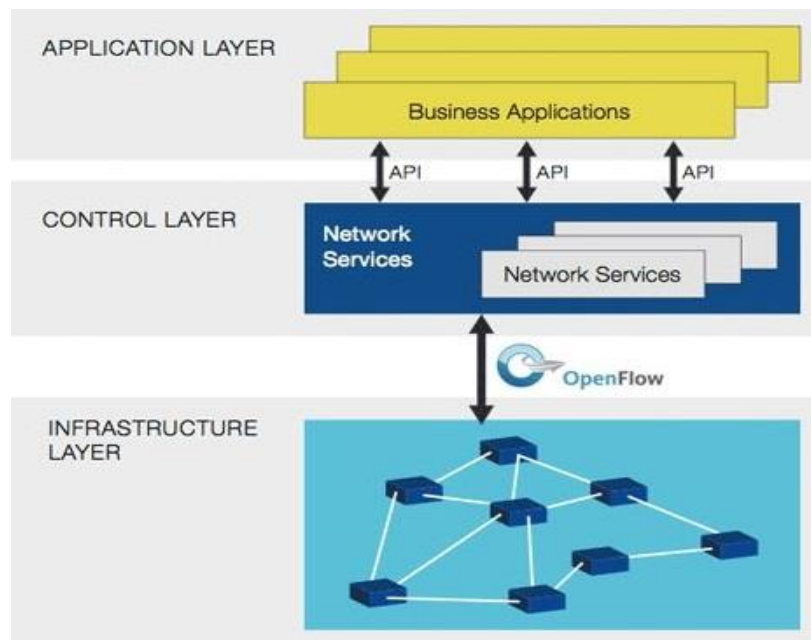 APPLICATION LAYER
Business Applications
API
API
API
CONTROL LAYER
Network
Services
Network Services
OpenFlow
INFRASTRUCTURE
LAYER